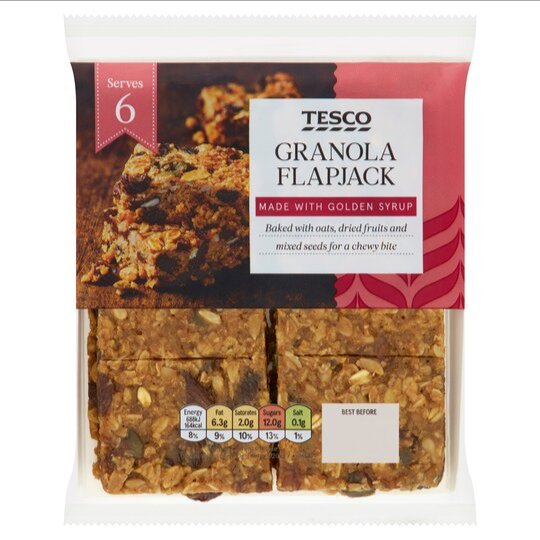 Serves
6
TESCO
GRANOLA
FLAPJACK
MADE WITH GOLDEN SYRUP
Baked with oats, dried fruits and
mixed seeds for a chewy bite
Energy Fat Saturates Sugars Salt
688kJ 6.3g 2.0g 12.0g 0.1g
164kcal
8% 9% 10% 13% 1%
BEST BEFORE